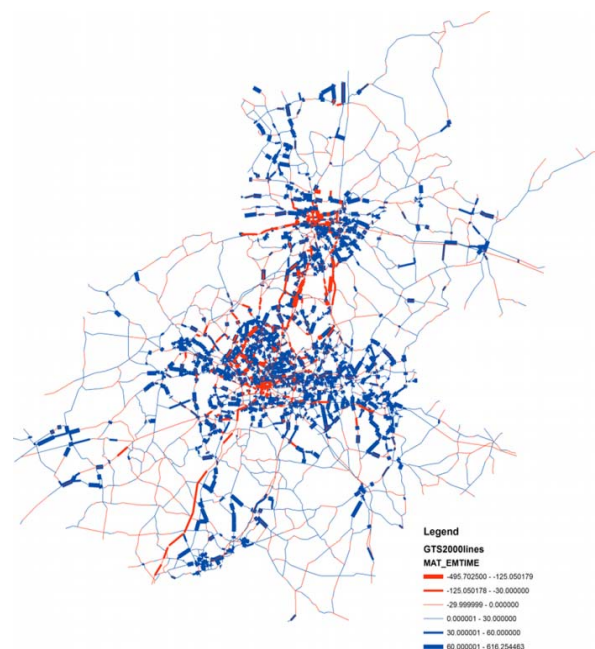 Legend
GTS2000lines
MAT_EMTIME
-495.702500 - -125.050179
-125.050178 - -30.000000
-29.999999 - 0.000000
0.000001 - 30.000000
30.000001 - 60.000000
60.000001 - 616.254463